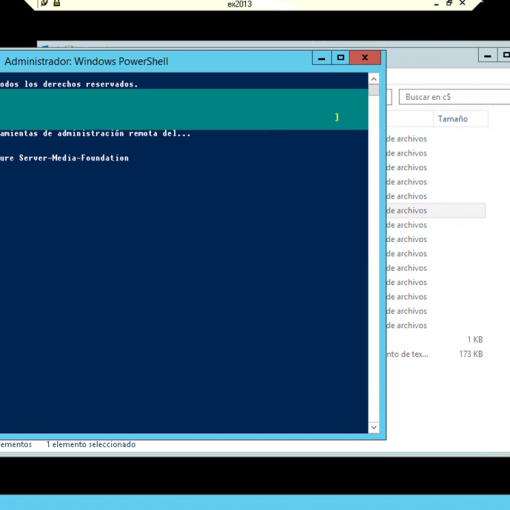 ex2013
Administrador: Windows PowerShell
odos los derechos reservados.
]
amientas de administración remota del...
ure Server-Media-Foundation
Buscar en c$
Tamaño
de archivos
de archivos
de archivos
de archivos
de archivos
de archivos
de archivos
de archivos
de archivos
de archivos
de archivos
de archivos
de archivos
de archivos
1 KB
nto de tex... 173 KB
ementos 1 elemento seleccionado